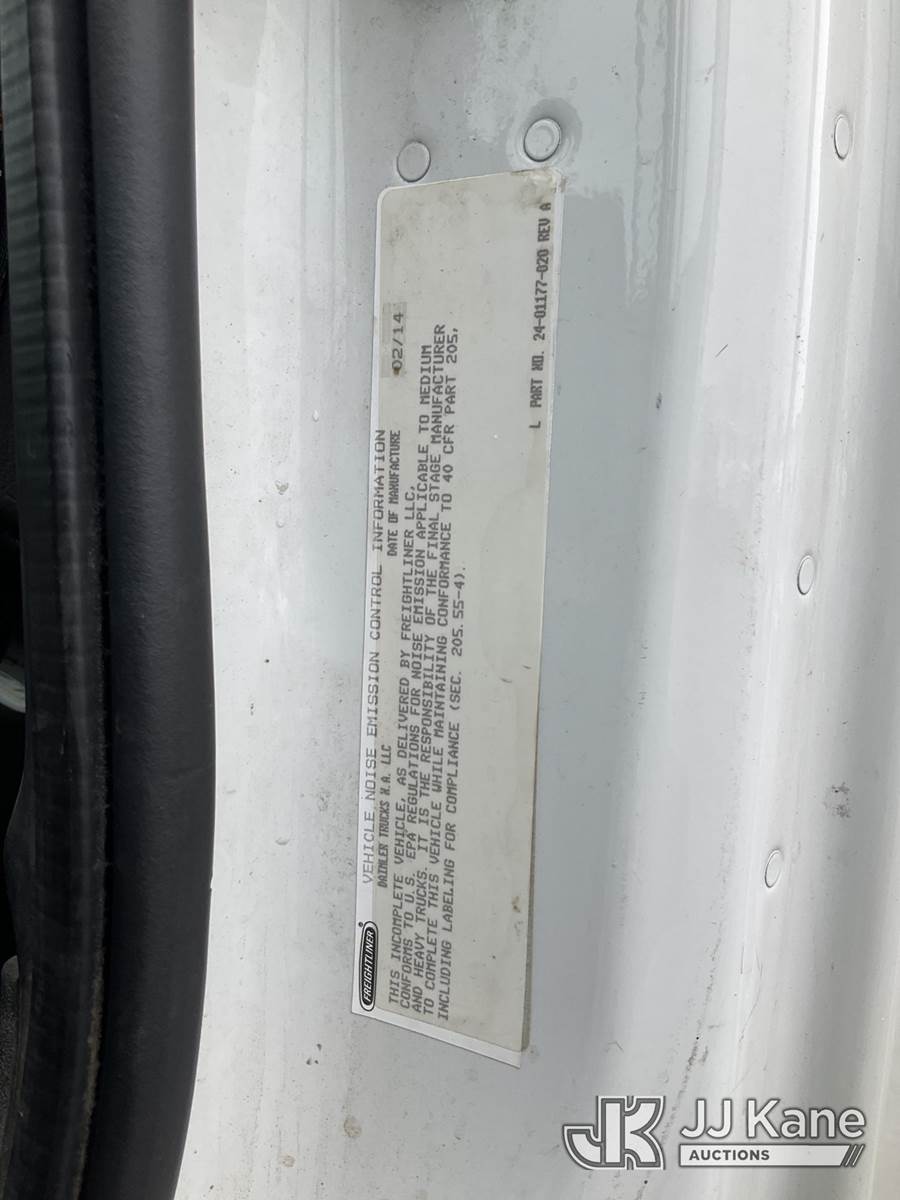 FREIGHTLINER®
VEHICLE NOISE EMISSION CONTROL INFORMATION
DAIMLER TRUCKS N.A. LLC DATE OF MANUFACTURE 02/14
THIS INCOMPLETE VEHICLE, AS DELIVERED BY FREIGHTLINER LLC,
CONFORMS TO U.S. EPA REGULATIONS FOR NOISE EMISSION APPLICABLE TO MEDIUM
AND HEAVY TRUCKS. IT IS THE RESPONSIBILITY OF THE FINAL STAGE MANUFACTURER
TO COMPLETE THIS VEHICLE WHILE MAINTAINING CONFORMANCE TO 40 CFR PART 205,
INCLUDING LABELING FOR COMPLIANCE (SEC. 205.55-4).
L PART NO. 24-01177-020 REV A
JK JJ Kane
AUCTIONS